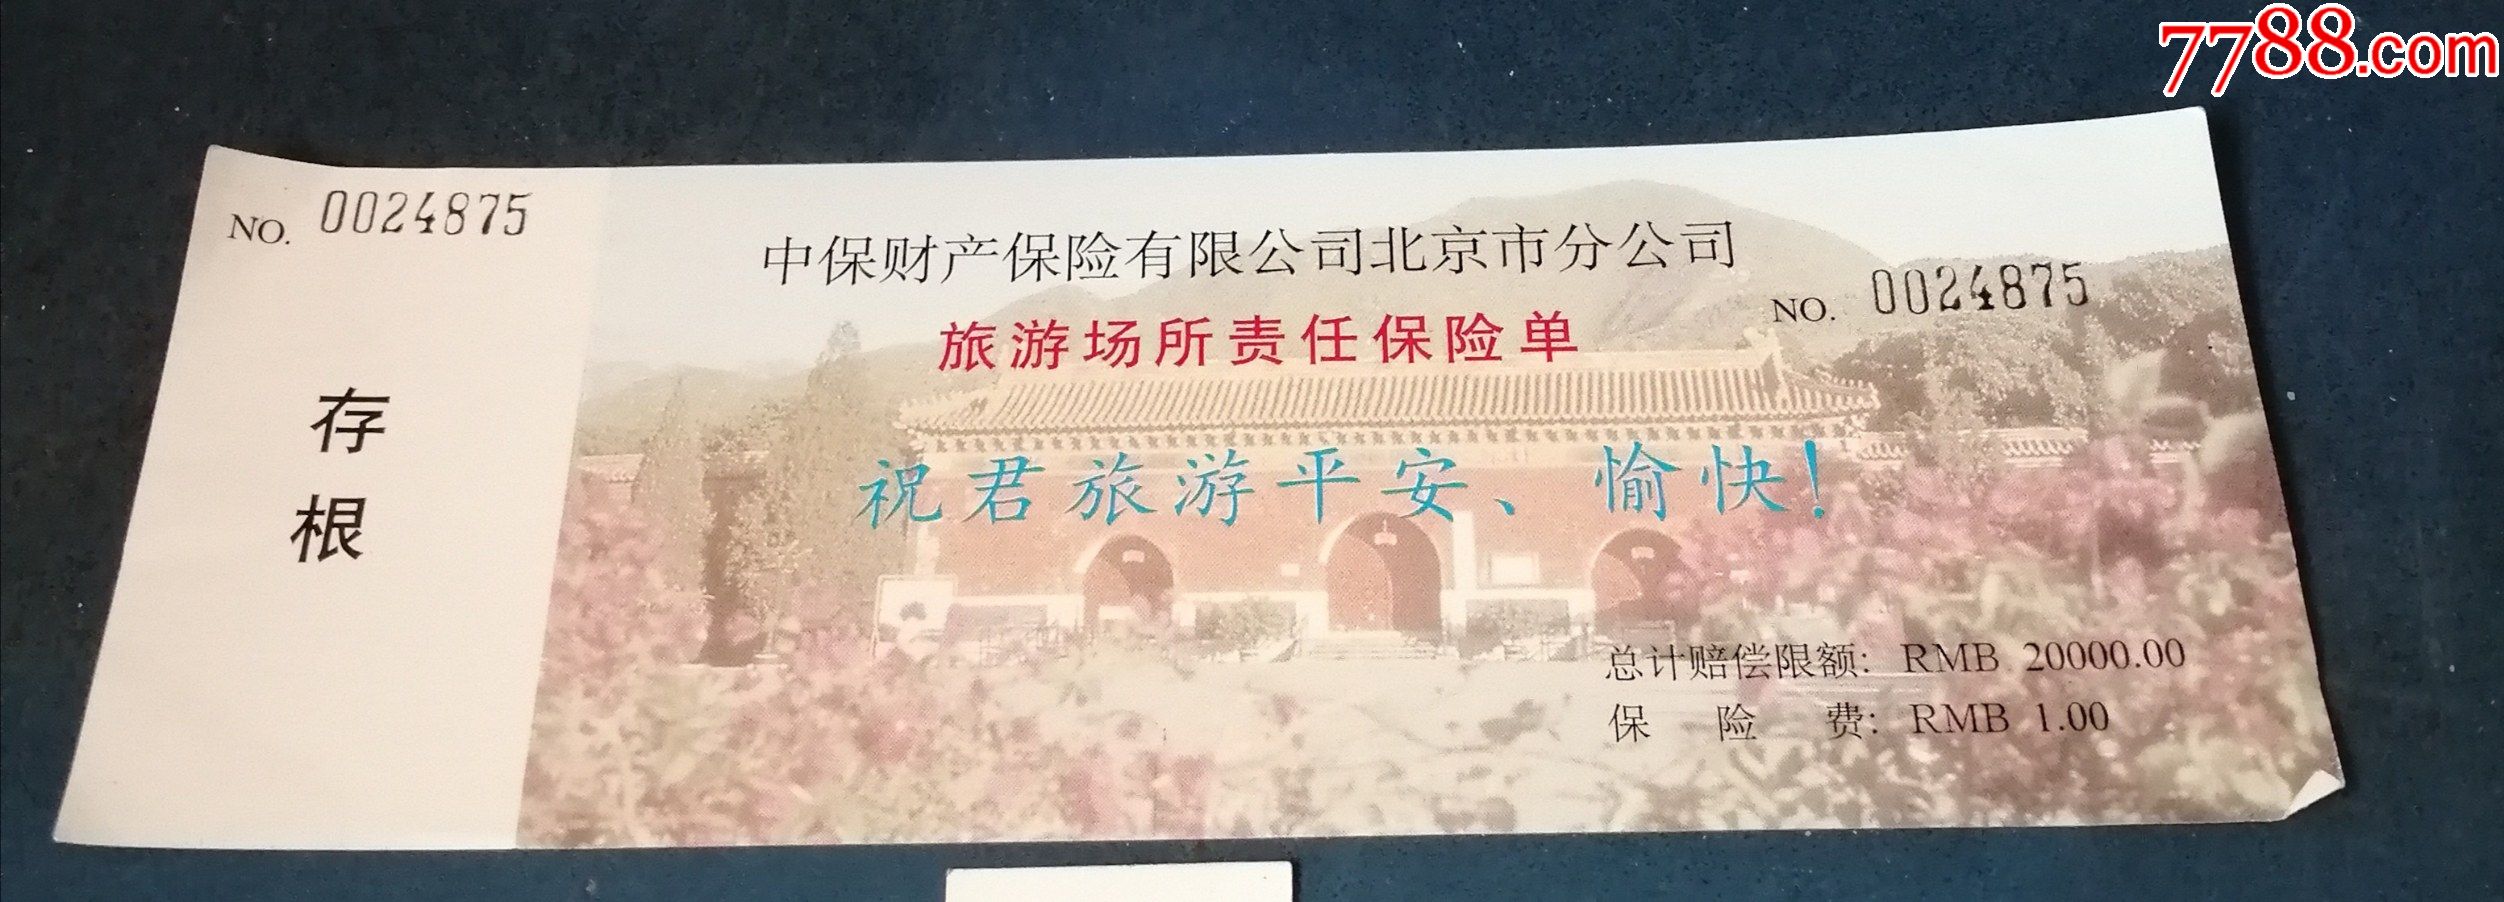 7788.com
NO. 0024875
存
根
中保财产保险有限公司北京市分公司
NO. 0024875
旅游场所责任保险单
祝君旅游平安、愉快!
总计赔偿限额: RMB 20000.00
保 险 费: RMB 1.00